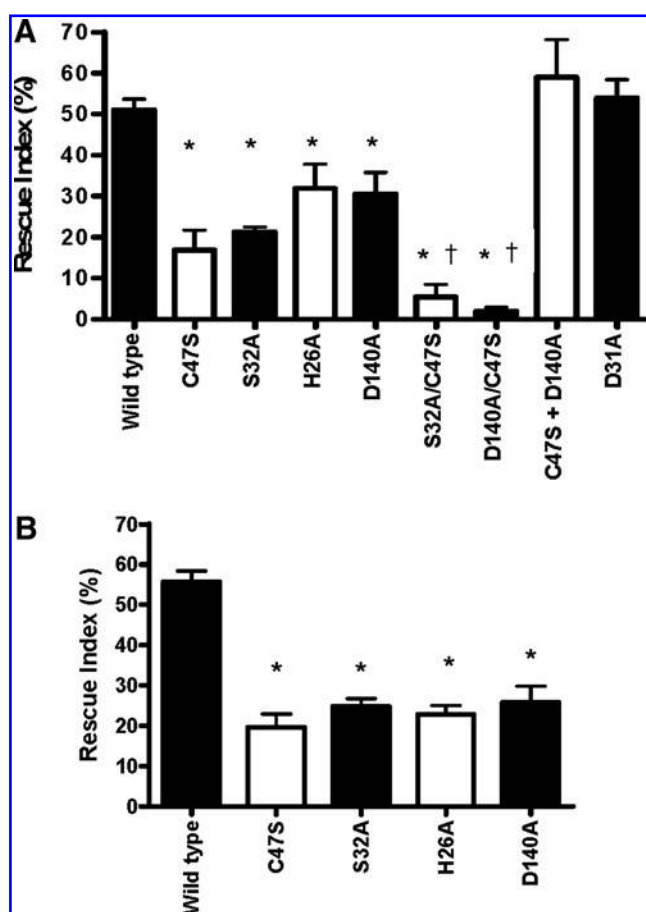 A
Rescue Index (%)
70
60
50
40
30
20
10
0
* * * * * † * †
Wild type
C47S
S32A
H26A
D140A
S32A/C47S
D140A/C47S
C47S + D140A
D31A
B
Rescue Index (%)
70
60
50
40
30
20
10
0
* * * *
Wild type
C47S
S32A
H26A
D140A